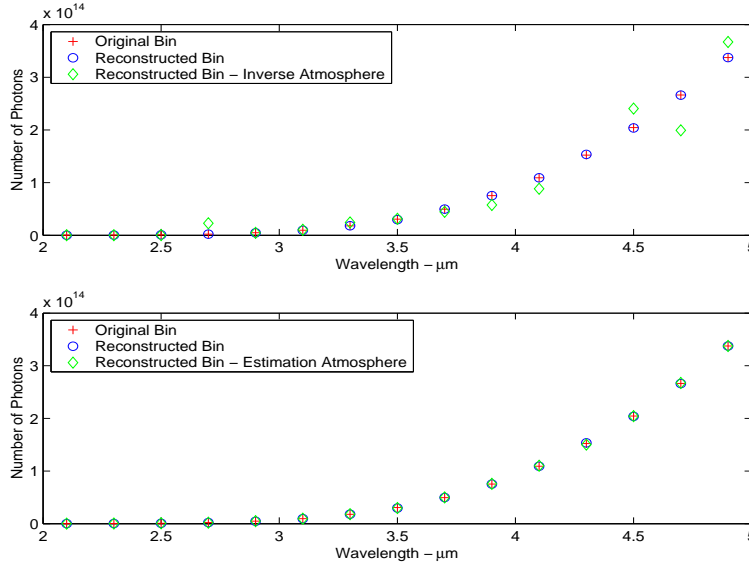 x 10^14
4
3
2
1
0
Number of Photons
Original Bin
Reconstructed Bin
Reconstructed Bin – Inverse Atmosphere
2 2.5 3 3.5 4 4.5 5
Wavelength – μm
x 10^14
4
3
2
1
0
Number of Photons
Original Bin
Reconstructed Bin
Reconstructed Bin – Estimation Atmosphere
2 2.5 3 3.5 4 4.5 5
Wavelength – μm